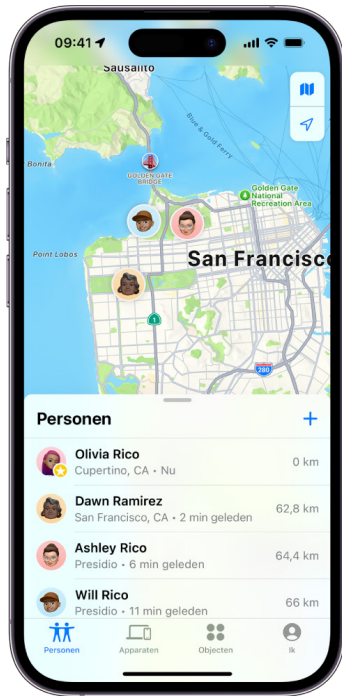 09:41
Sausalito
Blue & Gold Ferry
Bonita
GOLDEN GATE
BRIDGE
Golden Gate
National
Recreation Area
Point Lobos
San Francisco
1
280
Personen
Olivia Rico
Cupertino, CA • Nu
0 km
Dawn Ramirez
San Francisco, CA • 2 min geleden
62,8 km
Ashley Rico
Presidio • 6 min geleden
64,4 km
Will Rico
Presidio • 11 min geleden
66 km
Personen
Apparaten
Objecten
Ik